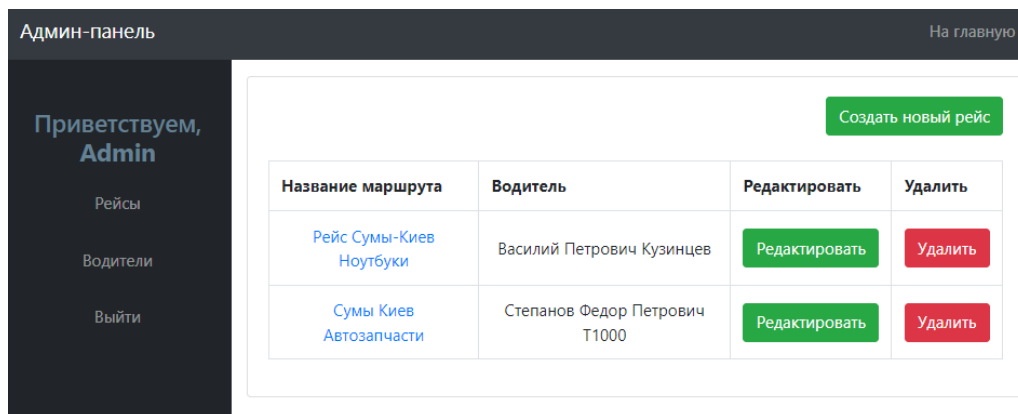 Админ-панель
На главную
Приветствуем,
Admin
Рейсы
Водители
Выйти
Создать новый рейс
Название маршрута Водитель Редактировать Удалить
Рейс Сумы-Киев
Ноутбуки
Василий Петрович Кузинцев
Редактировать
Удалить
Сумы Киев
Автозапчасти
Степанов Федор Петрович
Т1000
Редактировать
Удалить